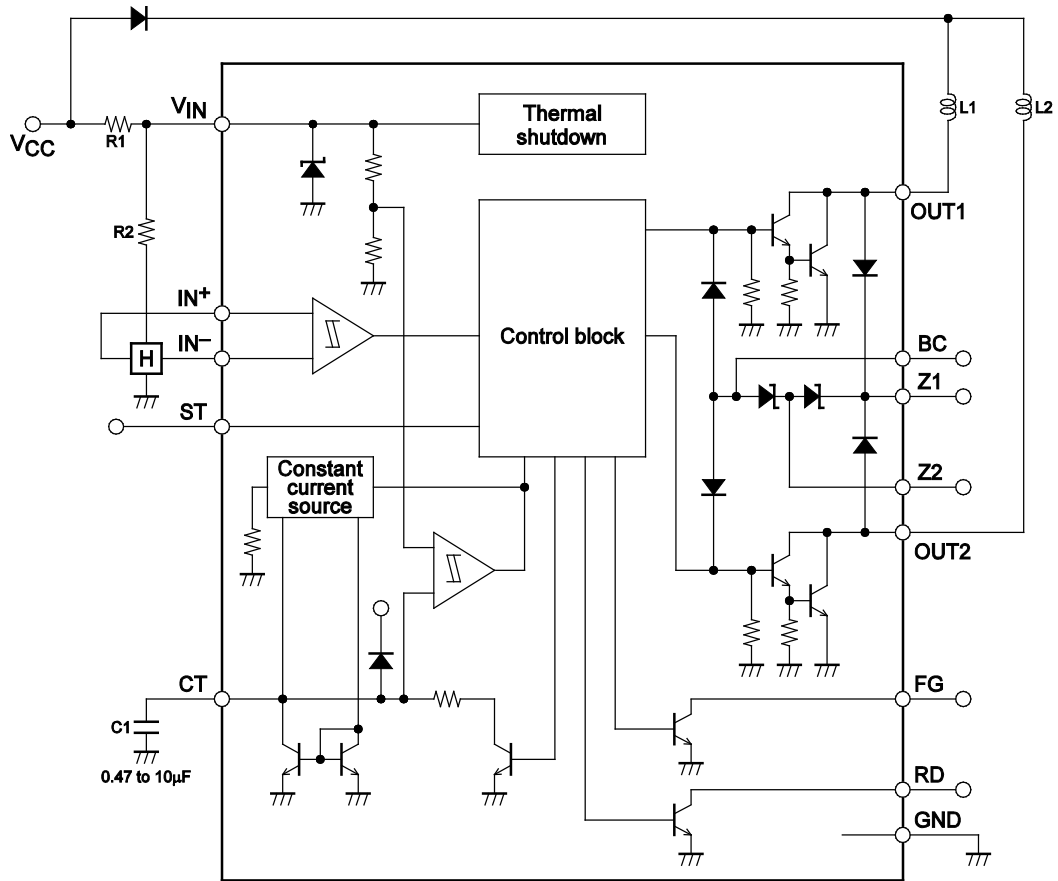 VCC
R1
VIN
R2
Thermal
shutdown
L1
L2
OUT1
IN+
IN−
H
Control block
BC
Z1
ST
Z2
Constant
current
source
OUT2
CT
C1
0.47 to 10μF
FG
RD
GND